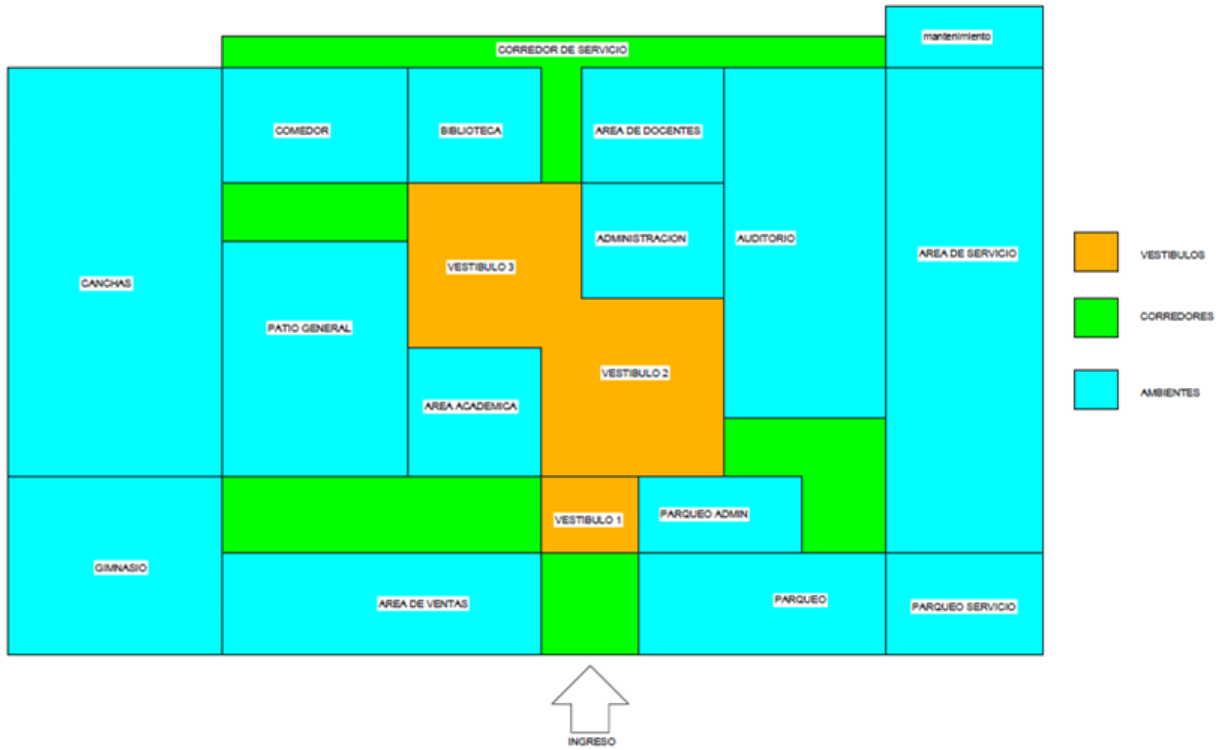 mantenimiento
CORREDOR DE SERVICIO
COMEDOR
BIBLIOTECA
AREA DE DOCENTES
ADMINISTRACION
AUDITORIO
AREA DE SERVICIO
VESTIBULOS
VESTIBULO 3
CANCHAS
CORREDORES
PATIO GENERAL
VESTIBULO 2
AMBIENTES
AREA ACADEMICA
PARQUEO ADMIN
VESTIBULO 1
GIMNASIO
AREA DE VENTAS
PARQUEO
PARQUEO SERVICIO
INGRESO